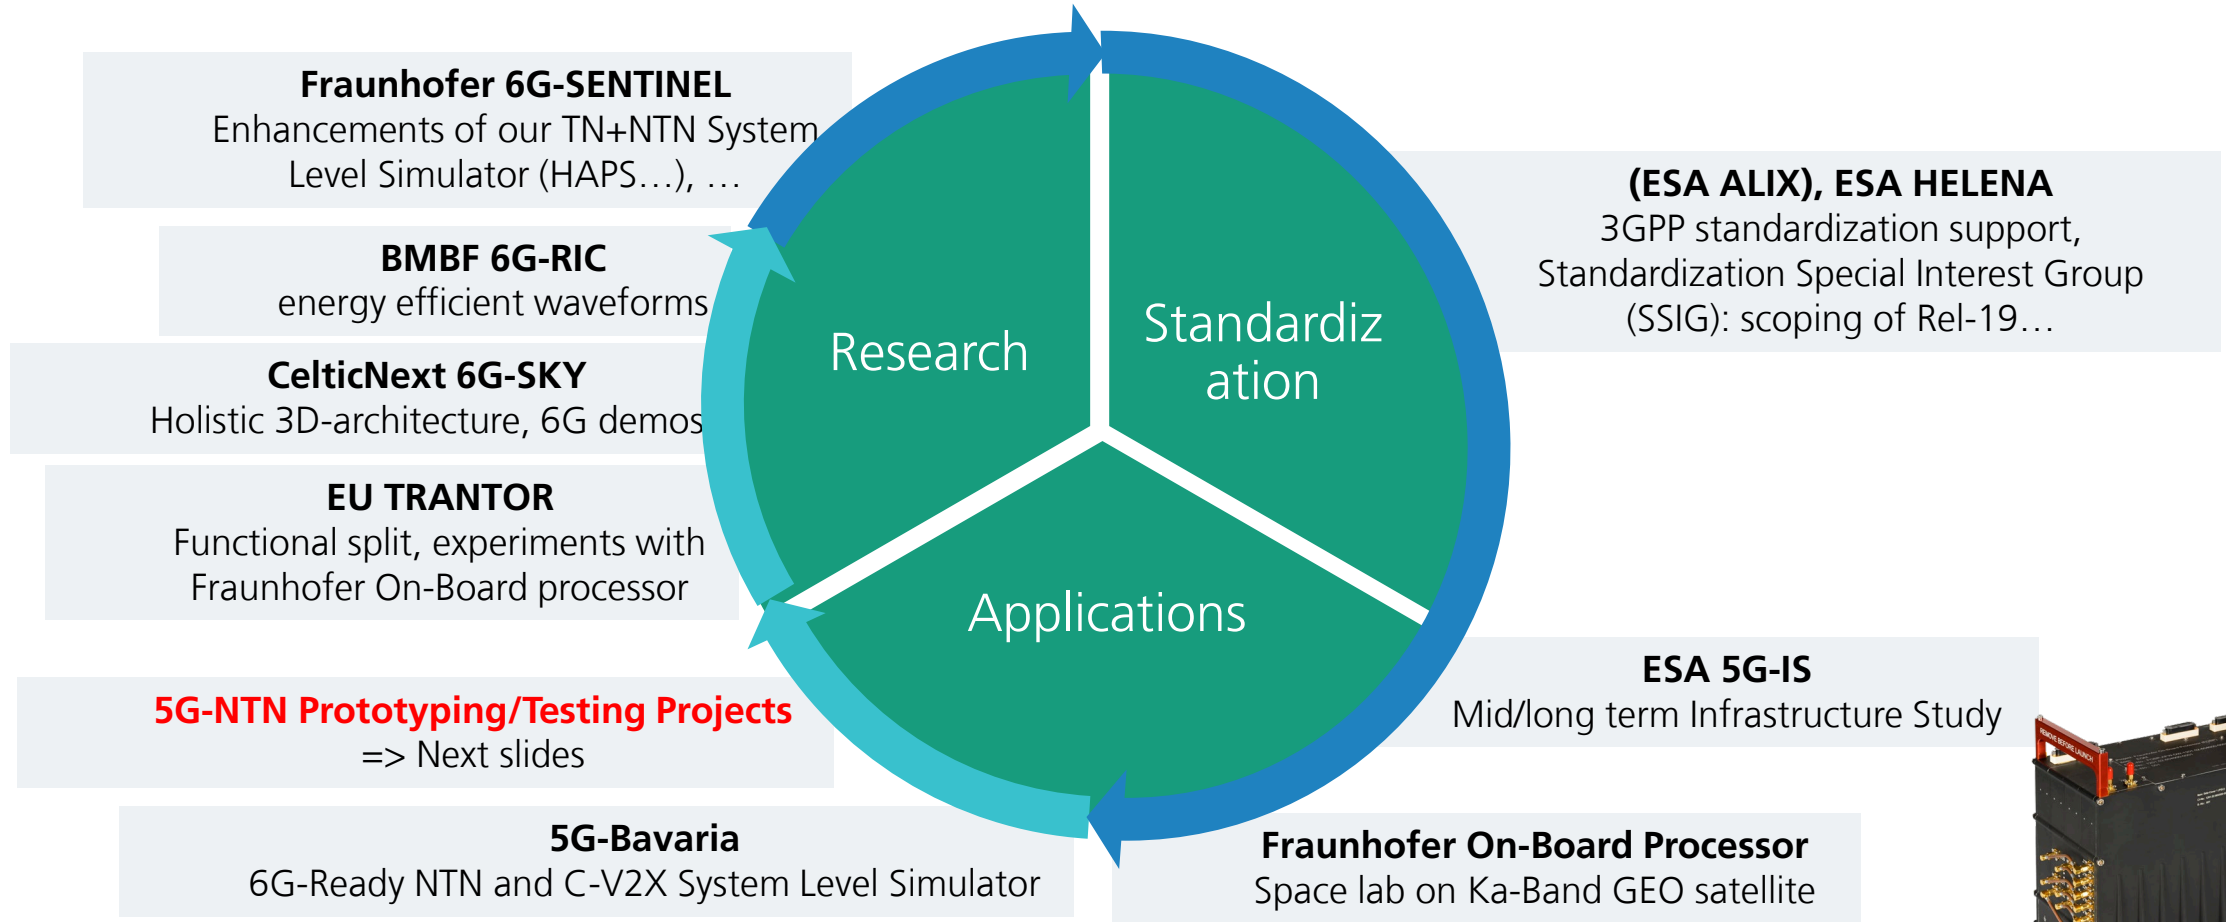 Fraunhofer 6G-SENTINEL
Enhancements of our TN+NTN System
Level Simulator (HAPS…), …
BMBF 6G-RIC
energy efficient waveforms
CelticNext 6G-SKY
Holistic 3D-architecture, 6G demos
EU TRANTOR
Functional split, experiments with
Fraunhofer On-Board processor
5G-NTN Prototyping/Testing Projects
=> Next slides
5G-Bavaria
6G-Ready NTN and C-V2X System Level Simulator
Research
Standardiz
ation
Applications
(ESA ALIX), ESA HELENA
3GPP standardization support,
Standardization Special Interest Group
(SSIG): scoping of Rel-19…
ESA 5G-IS
Mid/long term Infrastructure Study
Fraunhofer On-Board Processor
Space lab on Ka-Band GEO satellite
REMOVE BEFORE LAUNCH